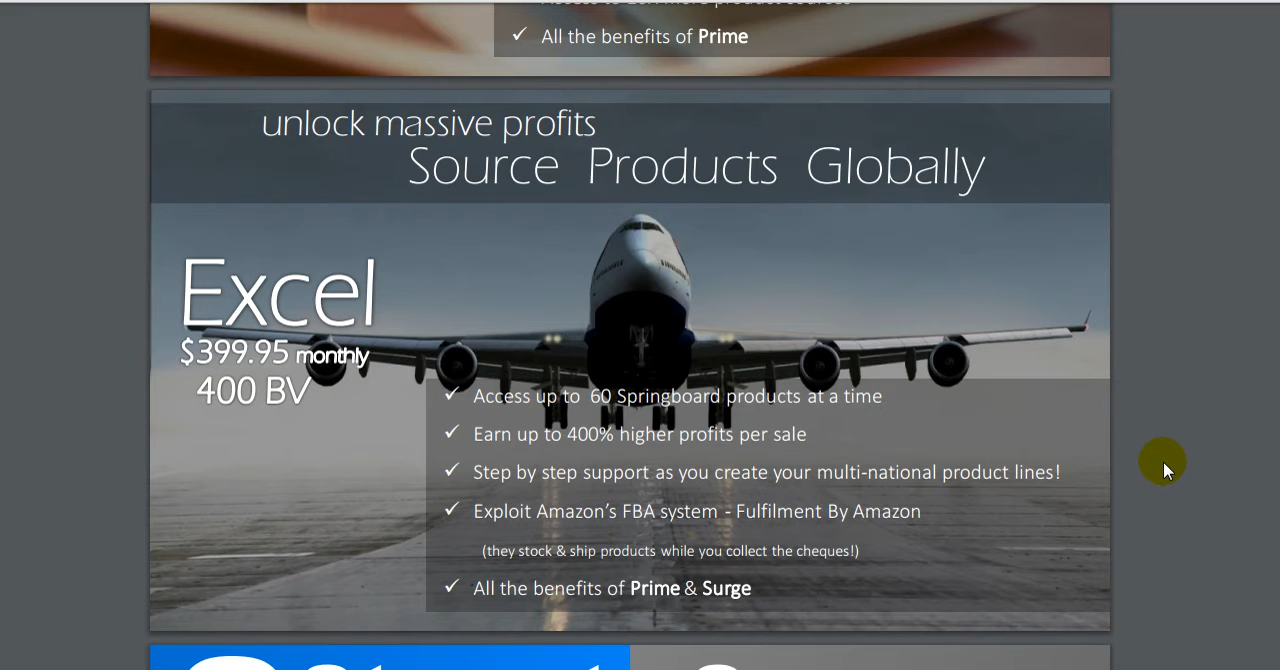 All the benefits of Prime
unlock massive profits
Source Products Globally
Excel
$399.95 monthly
400 BV
✓ Access up to 60 Springboard products at a time
✓ Earn up to 400% higher profits per sale
✓ Step by step support as you create your multi-national product lines!
✓ Exploit Amazon’s FBA system - Fulfilment By Amazon
(they stock & ship products while you collect the cheques!)
✓ All the benefits of Prime & Surge